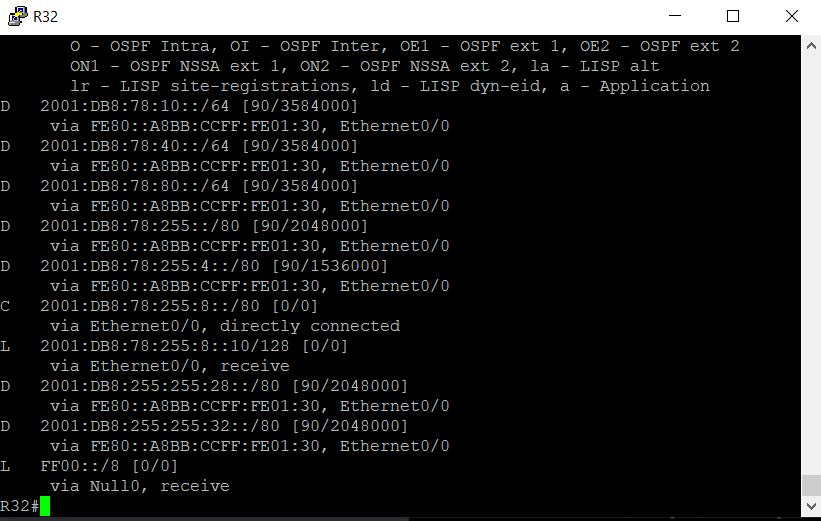 R32
O - OSPF Intra, OI - OSPF Inter, OE1 - OSPF ext 1, OE2 - OSPF ext 2
ON1 - OSPF NSSA ext 1, ON2 - OSPF NSSA ext 2, la - LISP alt
lr - LISP site-registrations, ld - LISP dyn-eid, a - Application
D   2001:DB8:78:10::/64 [90/3584000]
     via FE80::A8BB:CCFF:FE01:30, Ethernet0/0
D   2001:DB8:78:40::/64 [90/3584000]
     via FE80::A8BB:CCFF:FE01:30, Ethernet0/0
D   2001:DB8:78:80::/64 [90/3584000]
     via FE80::A8BB:CCFF:FE01:30, Ethernet0/0
D   2001:DB8:78:255::/80 [90/2048000]
     via FE80::A8BB:CCFF:FE01:30, Ethernet0/0
D   2001:DB8:78:255:4::/80 [90/1536000]
     via FE80::A8BB:CCFF:FE01:30, Ethernet0/0
C   2001:DB8:78:255:8::/80 [0/0]
     via Ethernet0/0, directly connected
L   2001:DB8:78:255:8::10/128 [0/0]
     via Ethernet0/0, receive
D   2001:DB8:255:255:28::/80 [90/2048000]
     via FE80::A8BB:CCFF:FE01:30, Ethernet0/0
D   2001:DB8:255:255:32::/80 [90/2048000]
     via FE80::A8BB:CCFF:FE01:30, Ethernet0/0
L   FF00::/8 [0/0]
     via Null0, receive
R32#